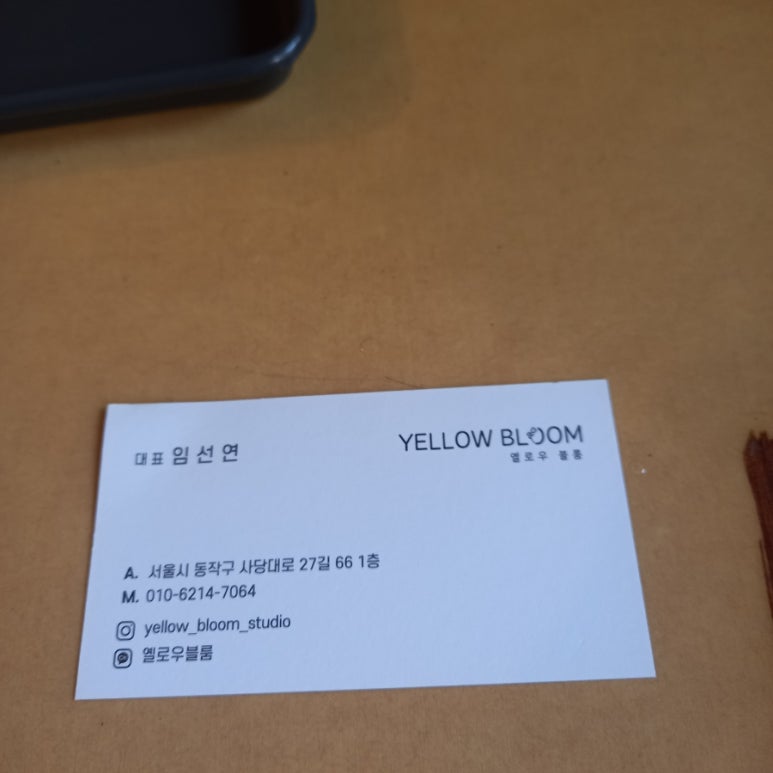 대표 임선연
YELLOW BLOOM
옐로우 블룸
A. 서울시 동작구 사당대로 27길 66 1층
M. 010-6214-7064
yellow_bloom_studio
옐로우블룸